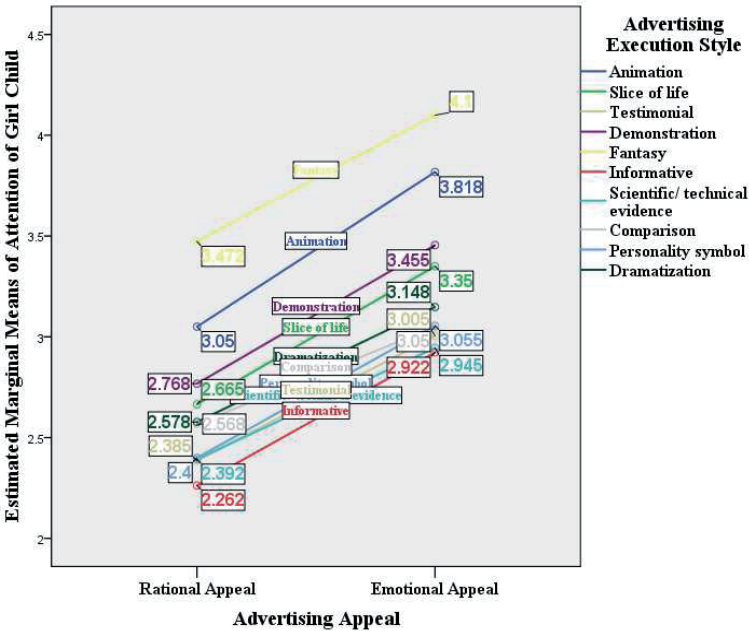 Estimated Marginal Means of Attention of Girl Child
4.5
4
3.5
3
2.5
2
4.1
3.472
Fantasy
3.818
Animation
3.05
3.455
3.35
3.148
Demonstration
Slice of life
3.005
3.05
3.055
Dramatization
Comparison
2.922
2.945
2.768
2.665
Testimonial
evidence
Informative
2.578
2.568
2.385
2.4
2.392
2.262
Rational Appeal
Emotional Appeal
Advertising Appeal
Advertising
Execution Style
Animation
Slice of life
Testimonial
Demonstration
Fantasy
Informative
Scientific/ technical
evidence
Comparison
Personality symbol
Dramatization